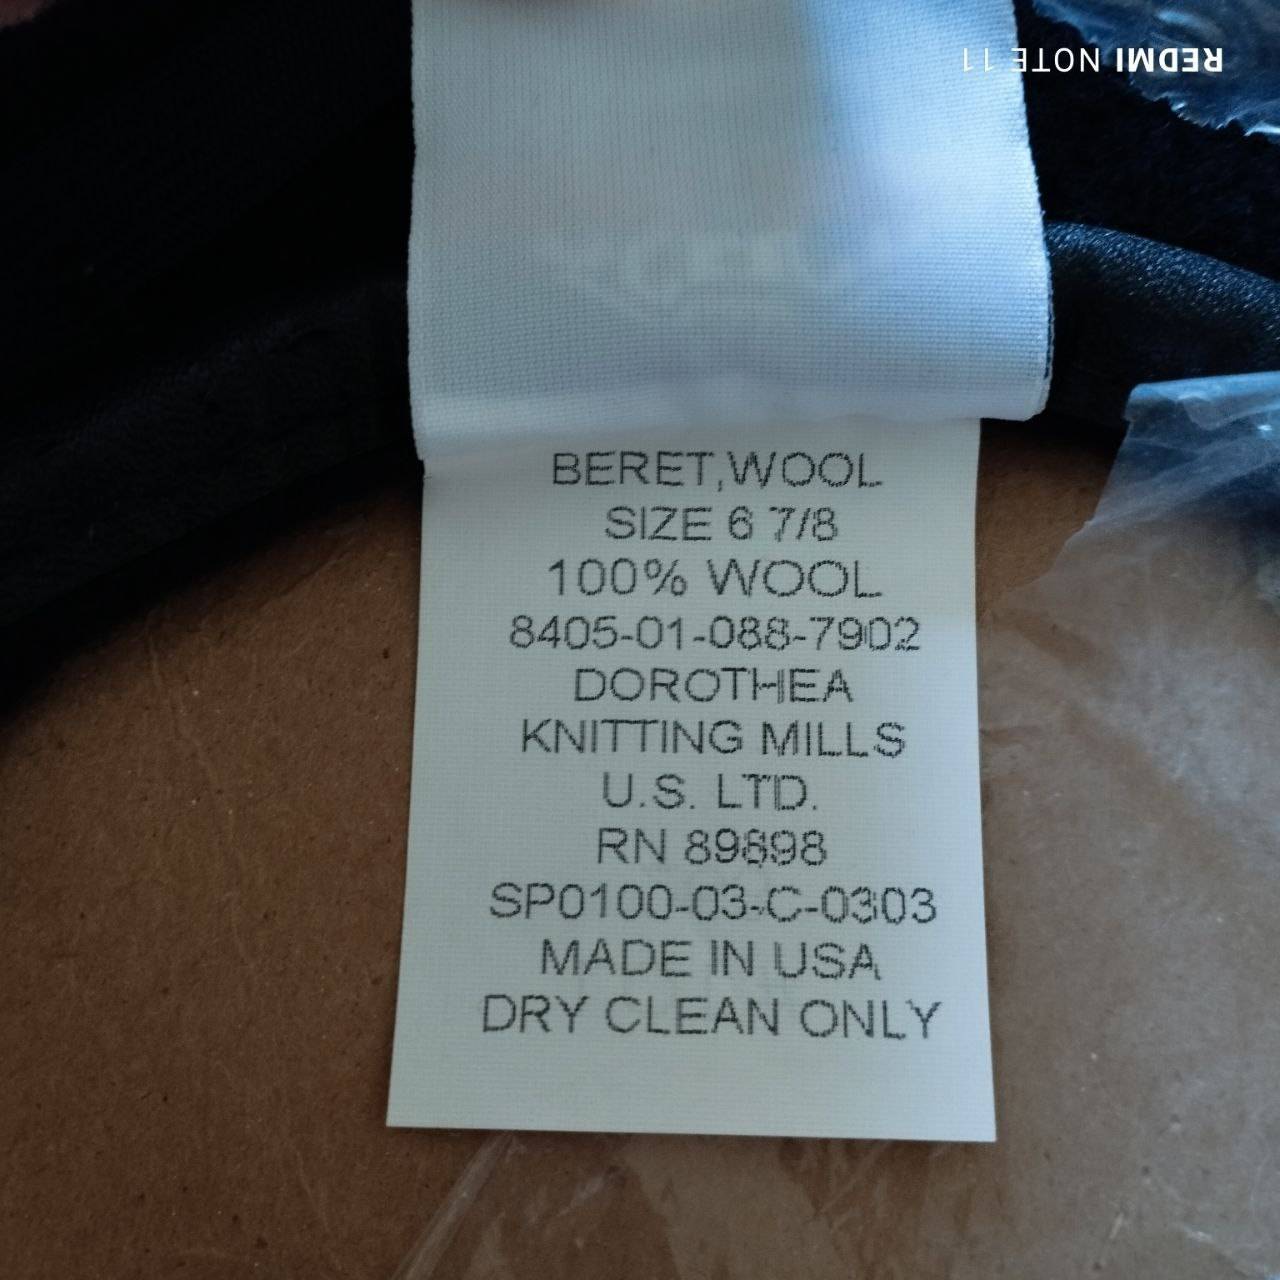 REDMI NOTE 11
BERET,WOOL
SIZE 6 7/8
100% WOOL
8405-01-088-7902
DOROTHEA
KNITTING MILLS
U.S. LTD.
RN 89898
SP0100-03-C-0303
MADE IN USA
DRY CLEAN ONLY